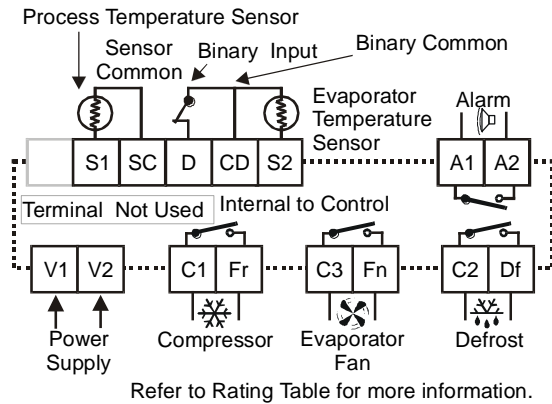 Process Temperature Sensor
Sensor Common
Binary Input
Binary Common
Evaporator Temperature Sensor
Alarm
S1 SC D CD S2
A1 A2
Terminal Not Used
Internal to Control
V1 V2
C1 Fr
C3 Fn
C2 Df
Power Supply
Compressor
Evaporator Fan
Defrost
Refer to Rating Table for more information.